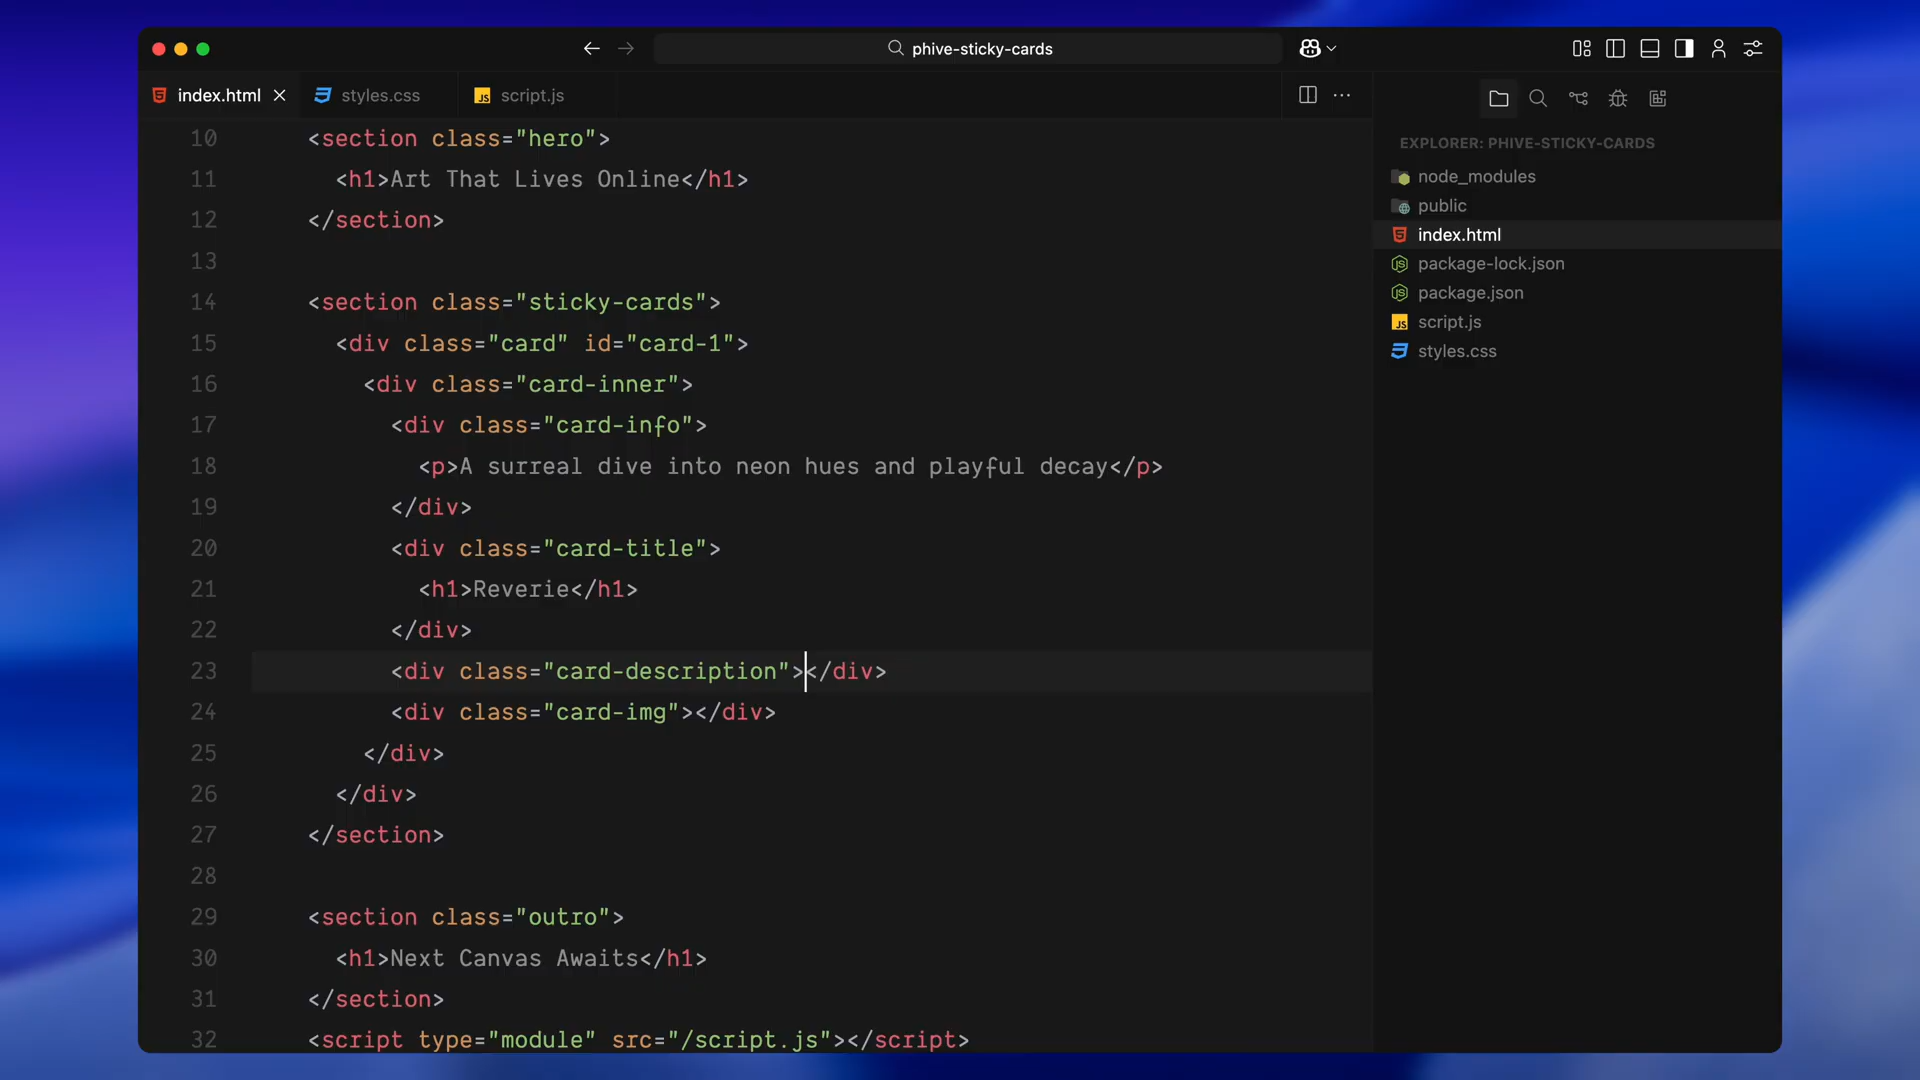 phive-sticky-cards
index.html
styles.css
script.js
10 <section class="hero">
11 <h1>Art That Lives Online</h1>
12 </section>
13
14 <section class="sticky-cards">
15 <div class="card" id="card-1">
16 <div class="card-inner">
17 <div class="card-info">
18 <p>A surreal dive into neon hues and playful decay</p>
19 </div>
20 <div class="card-title">
21 <h1>Reverie</h1>
22 </div>
23 <div class="card-description"></div>
24 <div class="card-img"></div>
25 </div>
26 </div>
27 </section>
28
29 <section class="outro">
30 <h1>Next Canvas Awaits</h1>
31 </section>
32 <script type="module" src="/script.js"></script>
EXPLORER: PHIVE-STICKY-CARDS
node_modules
public
index.html
package-lock.json
package.json
script.js
styles.css